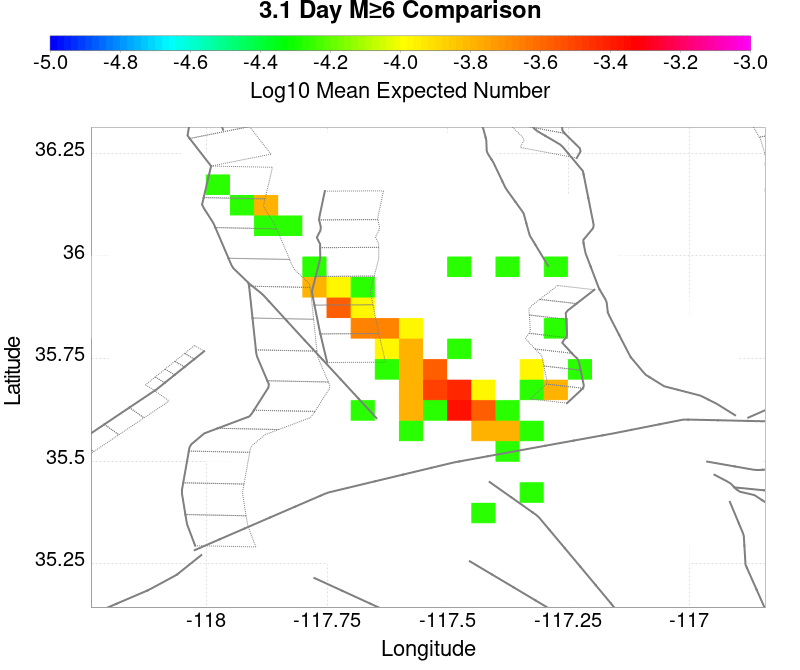 3.1 Day M≥6 Comparison
-5.0 -4.8 -4.6 -4.4 -4.2 -4.0 -3.8 -3.6 -3.4 -3.2 -3.0
Log10 Mean Expected Number
36.25
36
35.75
35.5
35.25
Latitude
-118 -117.75 -117.5 -117.25 -117
Longitude